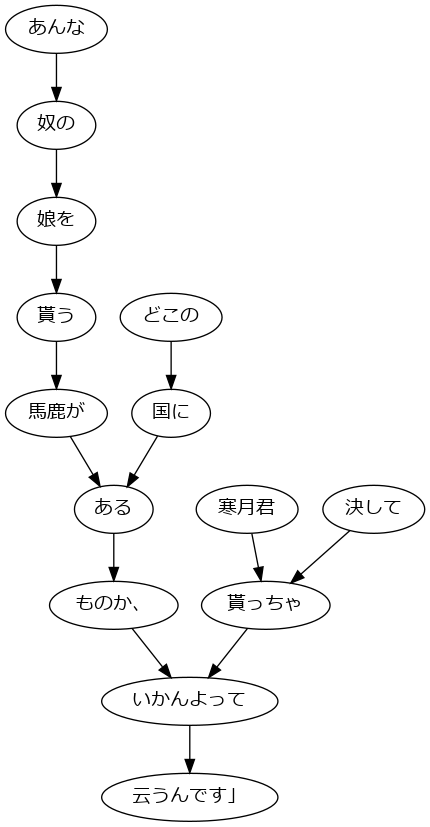 あんな
奴の
娘を
貰う
どこの
馬鹿が
国に
ある
寒月君
決して
ものか、
貰っちゃ
いかんよって
云うんです」